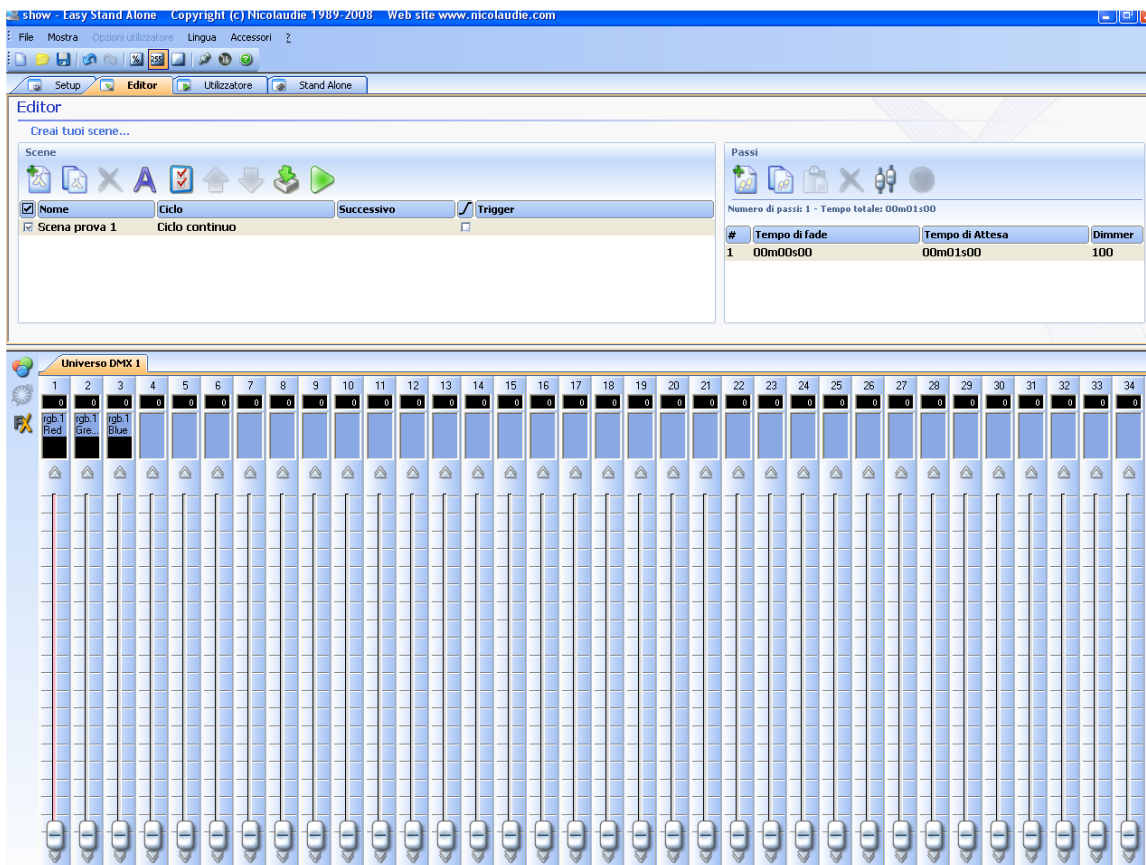 show - Easy Stand Alone Copyright (c) Nicolaudie 1989-2008 Web site www.nicolaudie.com
File Mostra Opzioni utilizzatore Lingua Accessori ?
% 255
Setup Editor Utilizzatore Stand Alone
Editor
Creai tuoi scene...
Scene
A
Nome Ciclo Successivo Trigger
Scena prova 1 Ciclo continuo
Passi
Numero di passi: 1 - Tempo totale: 00m01s00
# Tempo di fade Tempo di Attesa Dimmer
1 00m00s00 00m01s00 100
Universo DMX 1
1 2 3 4 5 6 7 8 9 10 11 12 13 14 15 16 17 18 19 20 21 22 23 24 25 26 27 28 29 30 31 32 33 34
0 0 0 0 0 0 0 0 0 0 0 0 0 0 0 0 0 0 0 0 0 0 0 0 0 0 0 0 0 0 0 0 0 0
FX
rgb.1 rgb.1 rgb.1
Red Gre... Blue